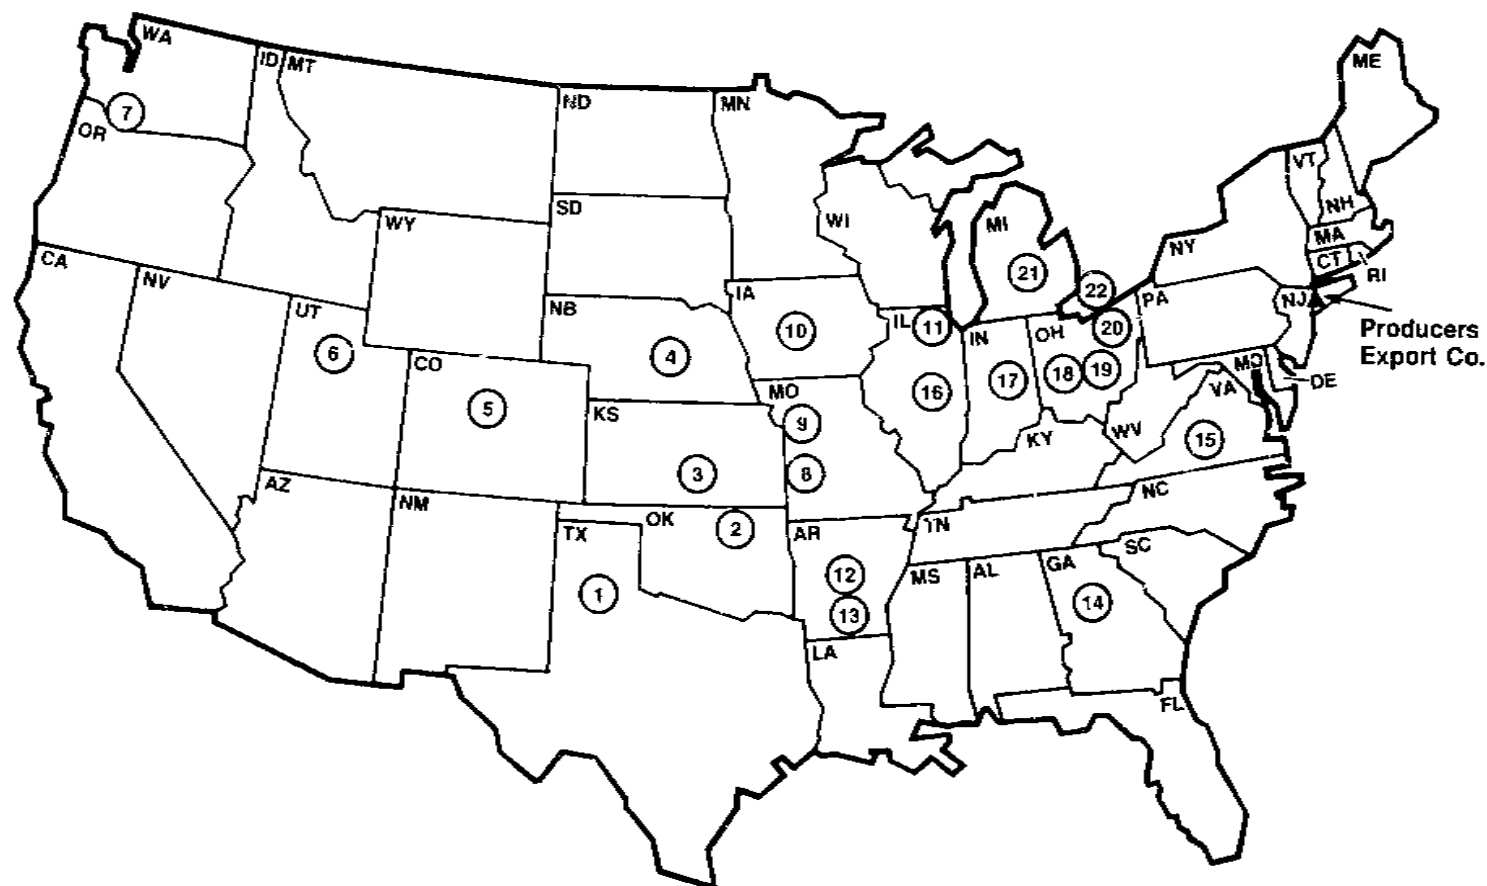 WA
ID
MT
ND
MN
ME
7
OR
VT
SD
WI
NH
WY
MI
NY
MA
CA
NV
CT
RI
21
22
UT
NB
IA
PA
NJ
IL
11
IN
OH
20
Producers
Export Co.
10
6
4
CO
18
19
MD
DE
MO
16
17
VA
5
KS
9
KY
WV
15
3
8
AZ
NM
NC
TX
OK
2
AR
TN
SC
GA
MS
AL
12
1
14
13
LA
FL